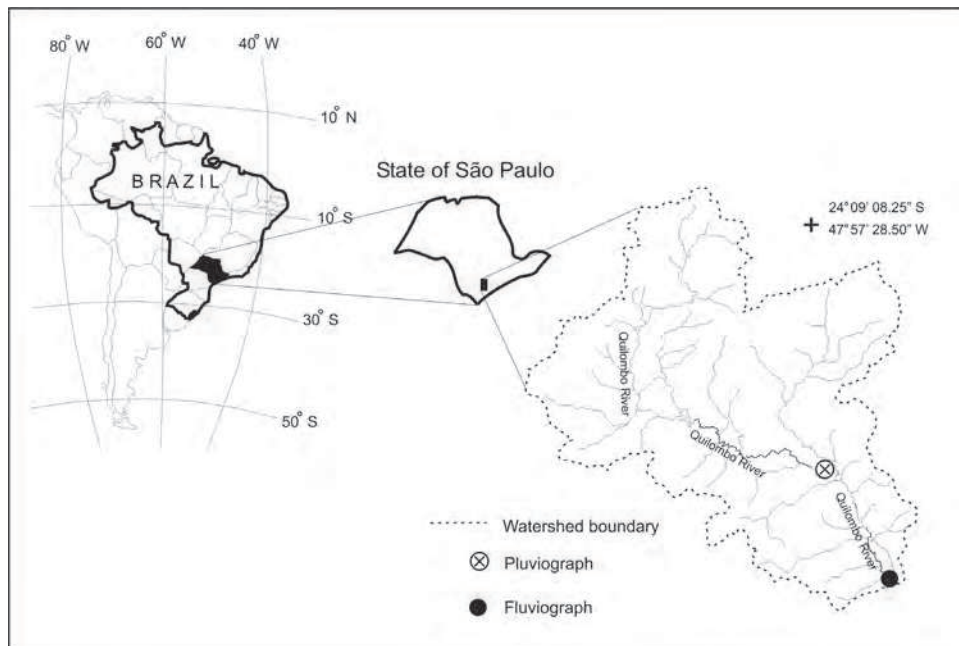 80° W 60° W 40° W
10° N
BRAZIL
10° S
30° S
50° S
State of São Paulo
24° 09' 08.25" S
47° 57' 28.50" W
Quilombo River
Quilombo River
Quilombo River
Watershed boundary
Pluviograph
Fluviograph